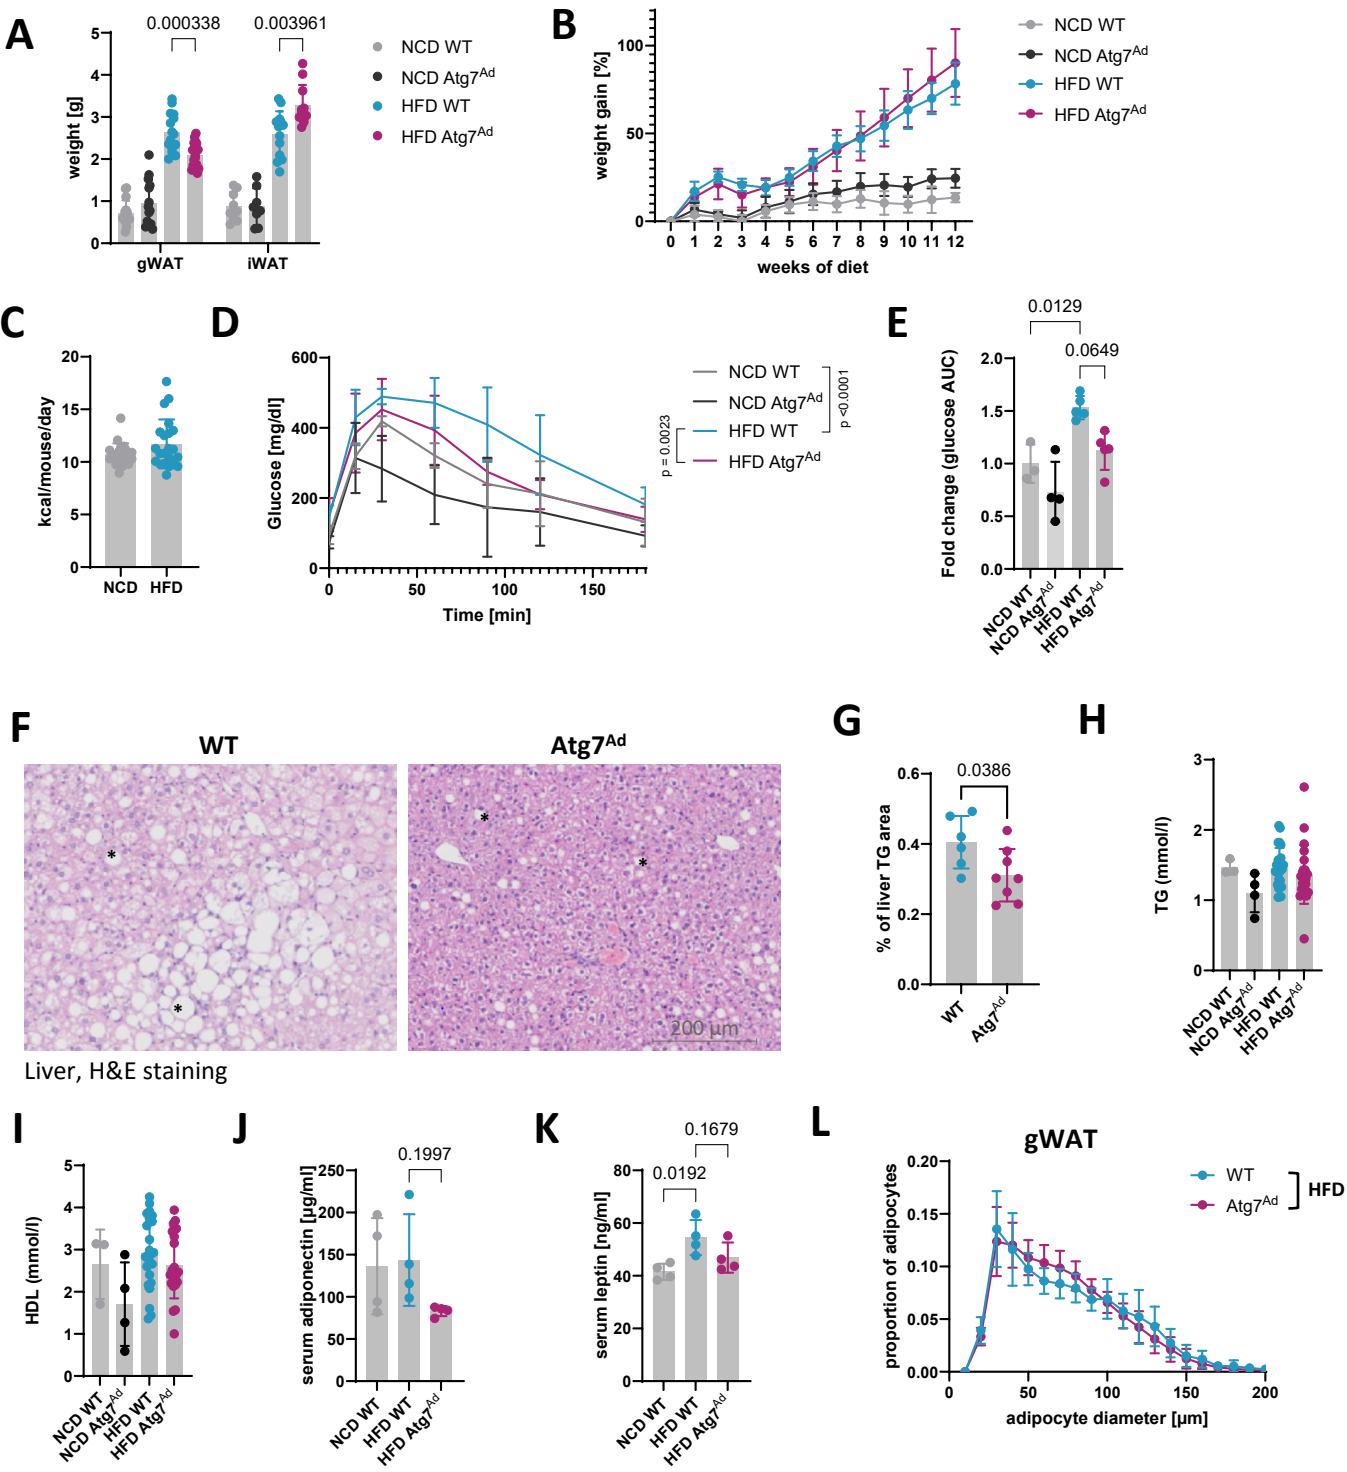 A
0.000338
0.003961
weight [g]
5
4
3
2
1
0
gWAT
iWAT
NCD WT
NCD Atg7Ad
HFD WT
HFD Atg7Ad
B
weight gain [%]
100
50
0
0 1 2 3 4 5 6 7 8 9 10 11 12
weeks of diet
NCD WT
NCD Atg7Ad
HFD WT
HFD Atg7Ad
C
kcal/mouse/day
20
15
10
5
0
NCD HFD
D
Glucose [mg/dl]
600
400
200
0
0 50 100 150
Time [min]
NCD WT
NCD Atg7Ad
HFD WT
HFD Atg7Ad
p <0.0001
p = 0.0023
E
0.0129
0.0649
Fold change (glucose AUC)
2.0
1.5
1.0
0.5
0.0
NCD WT
NCD Atg7Ad
HFD WT
HFD Atg7Ad
F
WT
Atg7Ad
*
*
*
*
200 µm
Liver, H&E staining
G
0.0386
% of liver TG area
0.6
0.4
0.2
0.0
WT
Atg7Ad
H
TG (mmol/l)
3
2
1
0
NCD WT
NCD Atg7Ad
HFD WT
HFD Atg7Ad
I
HDL (mmol/l)
5
4
3
2
1
0
NCD WT
NCD Atg7Ad
HFD WT
HFD Atg7Ad
J
0.1997
serum adiponectin [µg/ml]
250
200
150
100
50
0
NCD WT
HFD WT
HFD Atg7Ad
K
0.1679
0.0192
serum leptin [ng/ml]
80
60
40
20
0
NCD WT
HFD WT
HFD Atg7Ad
L
gWAT
proportion of adipocytes
0.20
0.15
0.10
0.05
0.00
0 50 100 150 200
adipocyte diameter [µm]
WT
Atg7Ad
HFD